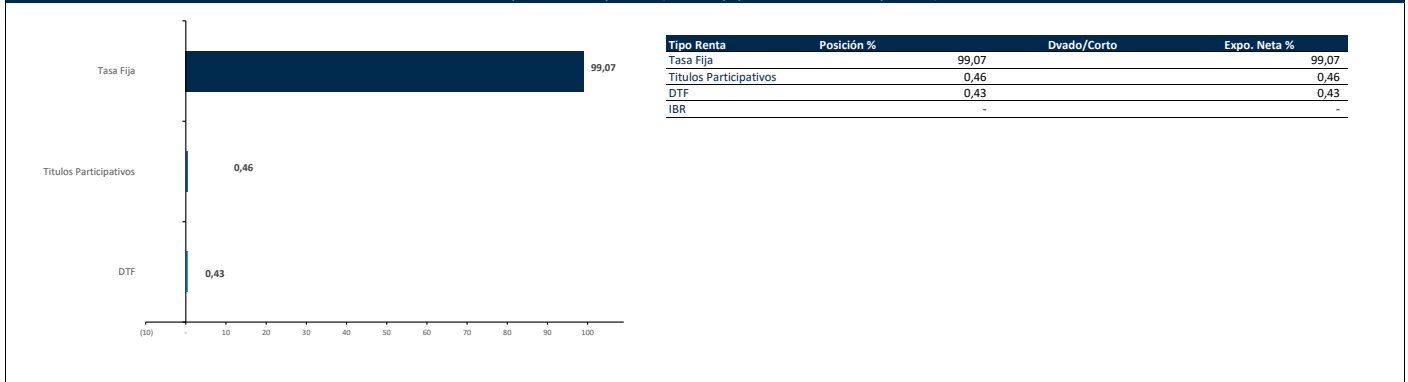 Tasa Fija
99,07
Titulos Participativos
0,46
DTF
0,43
(10) - 10 20 30 40 50 60 70 80 90 100
Tipo Renta Posición % Dvado/Corto Expo. Neta %
Tasa Fija 99,07 99,07
Titulos Participativos 0,46 0,46
DTF 0,43 0,43
IBR - -